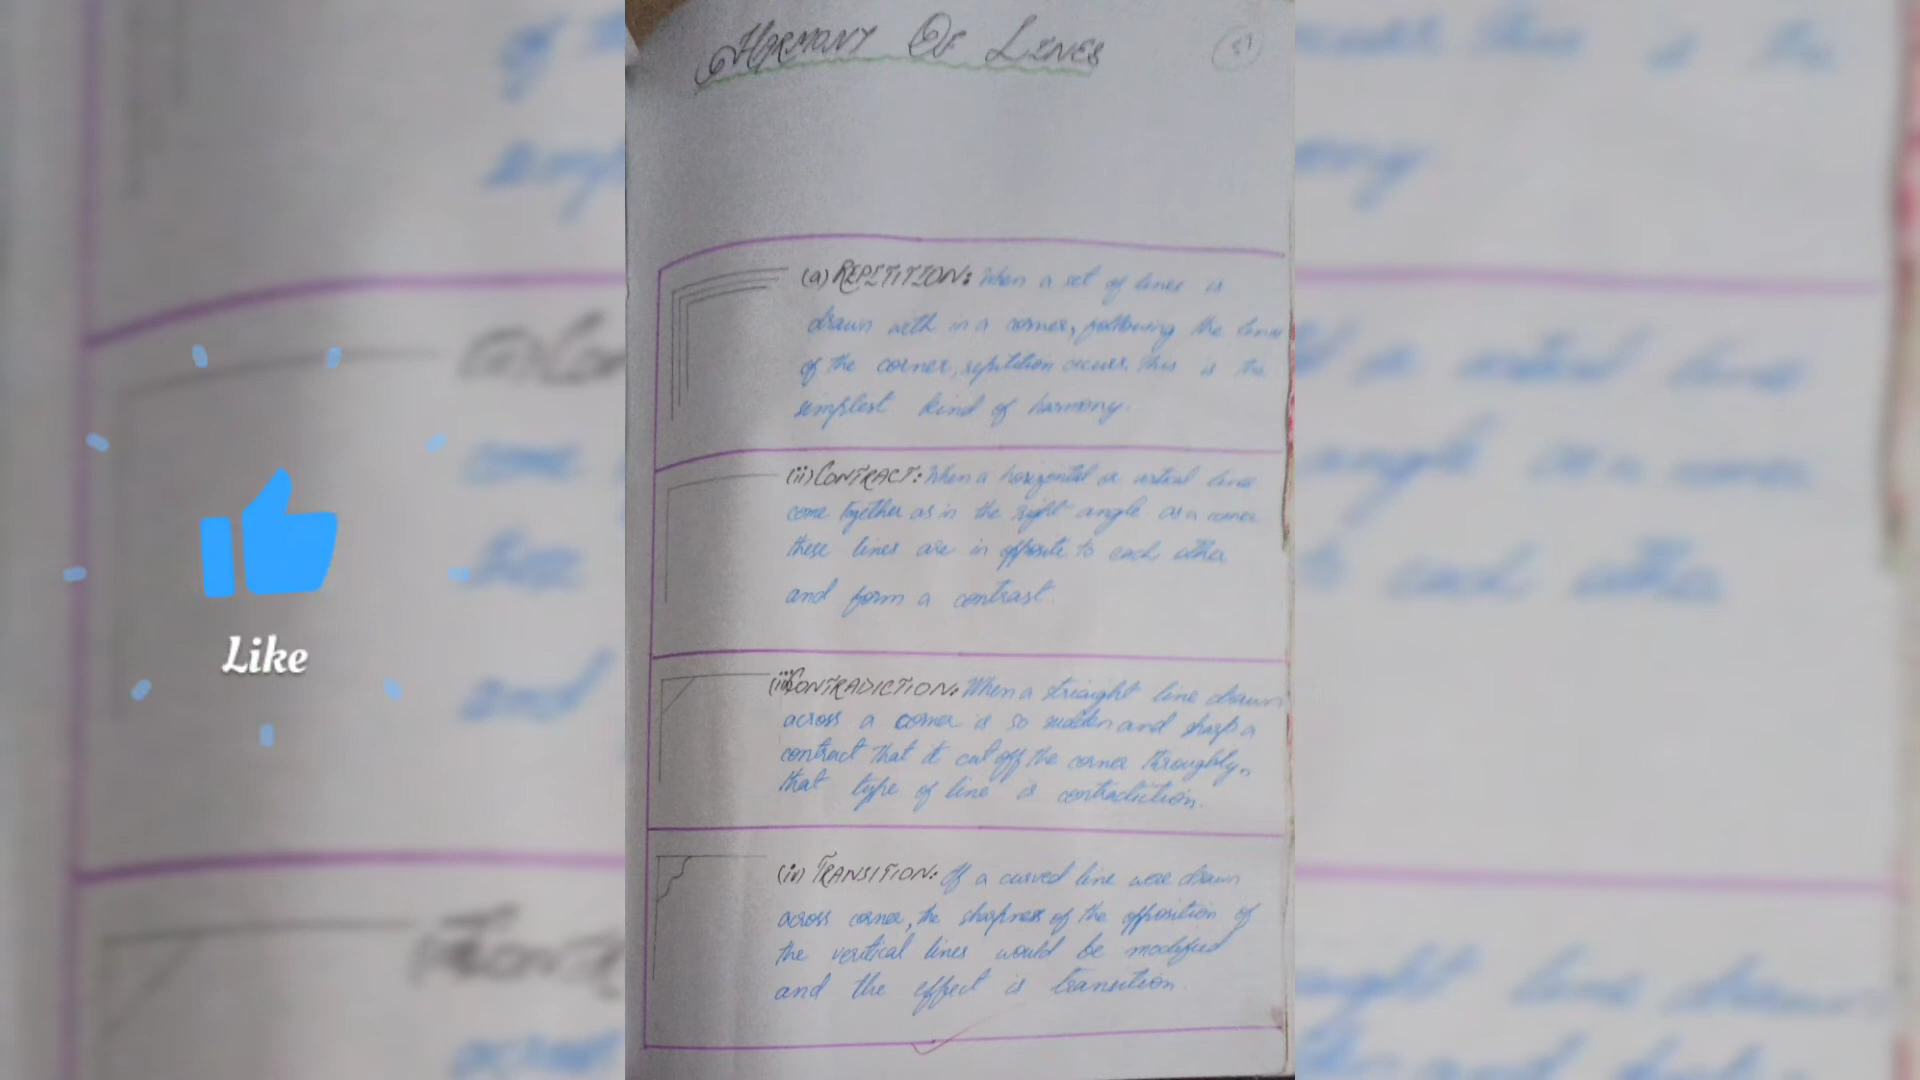 HARMONY OF LINES
(a) REPITITION: When a set of lines is
drawn with in a corner, following the lines
of the corner, repitition occurs. This is the
simplest kind of harmony.
(ii) CONTRACT: When a horizontal or vertical lines
come together as in the right angle as a corner
these lines are in opposite to each other
and form a contrast.
(iii) CONTRADICTION: When a straight line drawn
across a corner is so sudden and sharp a
contract that it cut off the corner throughly,
that type of line is contradiction.
(iv) TRANSITION: If a curved line were drawn
across corner, the sharpness of the opposition of
the vertical lines would be modified
and the effect is transition.
Like